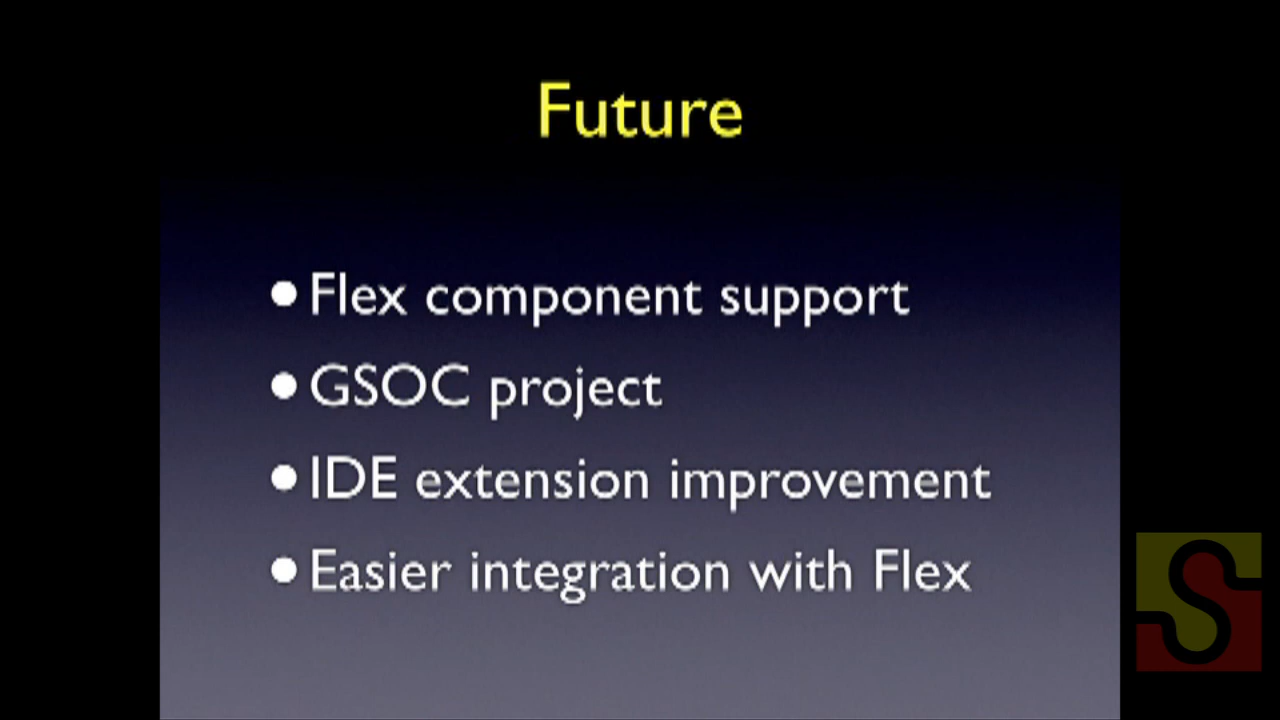 Future
• Flex component support
• GSOC project
• IDE extension improvement
• Easier integration with Flex
S